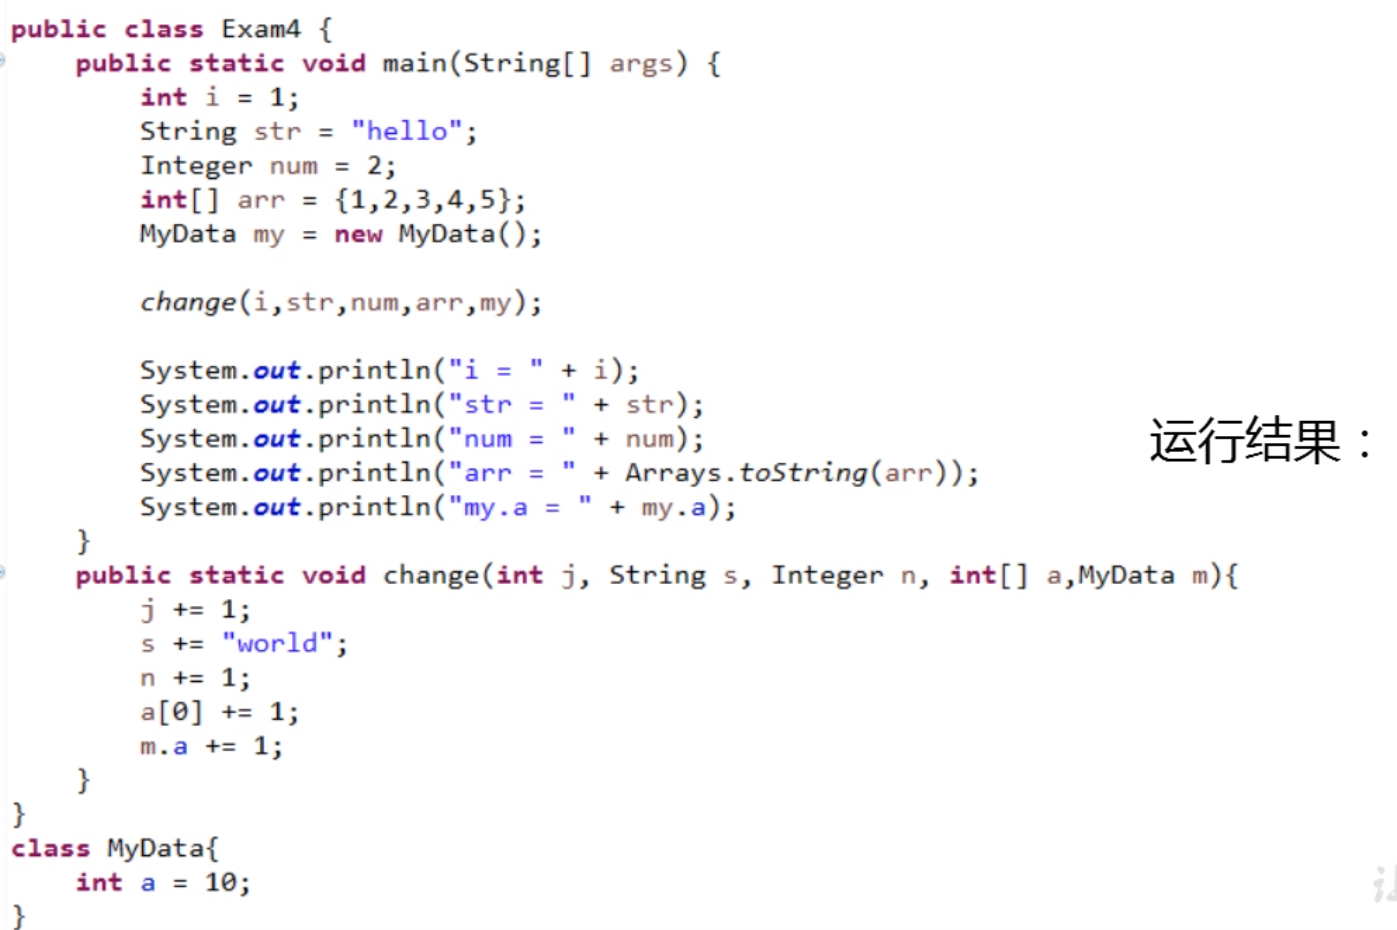 public class Exam4 {
    public static void main(String[] args) {
        int i = 1;
        String str = "hello";
        Integer num = 2;
        int[] arr = {1,2,3,4,5};
        MyData my = new MyData();

        change(i,str,num,arr,my);

        System.out.println("i = " + i);
        System.out.println("str = " + str);
        System.out.println("num = " + num);
        System.out.println("arr = " + Arrays.toString(arr));
        System.out.println("my.a = " + my.a);
    }
    public static void change(int j, String s, Integer n, int[] a,MyData m){
        j += 1;
        s += "world";
        n += 1;
        a[0] += 1;
        m.a += 1;
    }
}
class MyData{
    int a = 10;
}
运行结果：